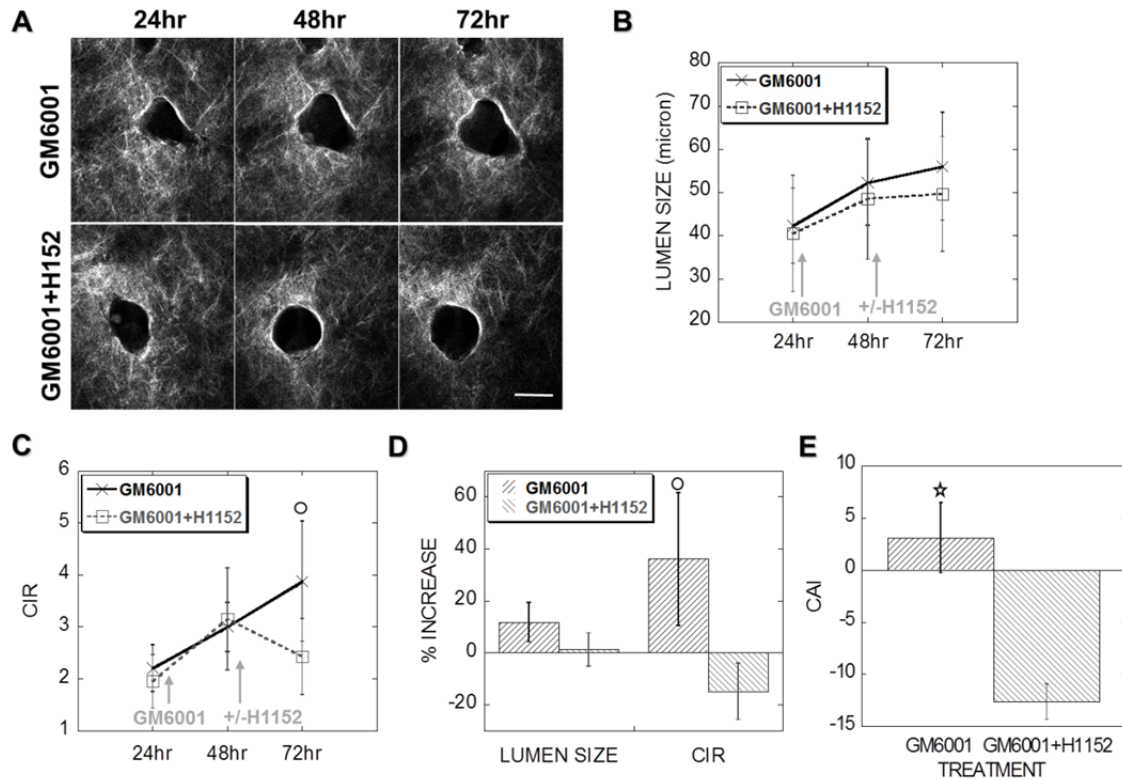 A
24hr 48hr 72hr
GM6001
GM6001+H152
B
80
70
60
50
40
30
20
LUMEN SIZE (micron)
GM6001
GM6001+H1152
GM6001 +/-H1152
24hr 48hr 72hr
C
6
5
4
3
2
1
CIR
GM6001
GM6001+H1152
GM6001 +/-H1152
24hr 48hr 72hr
D
60
40
20
0
-20
% INCREASE
GM6001
GM6001+H1152
LUMEN SIZE CIR
E
10
5
0
-5
-10
-15
CAI
GM6001 GM6001+H1152
TREATMENT